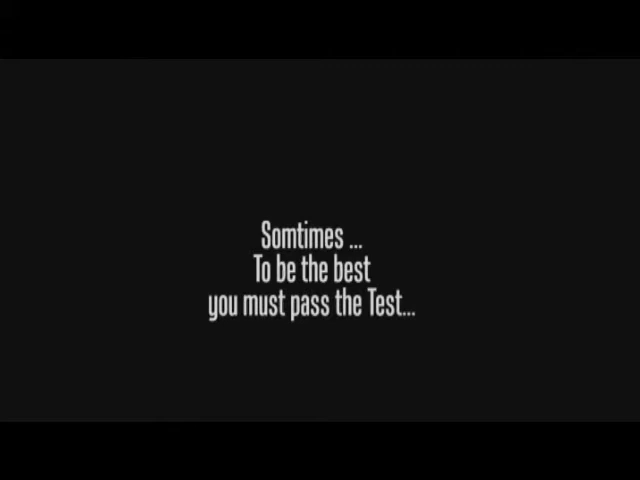 Somtimes ...
To be the best
you must pass the Test...